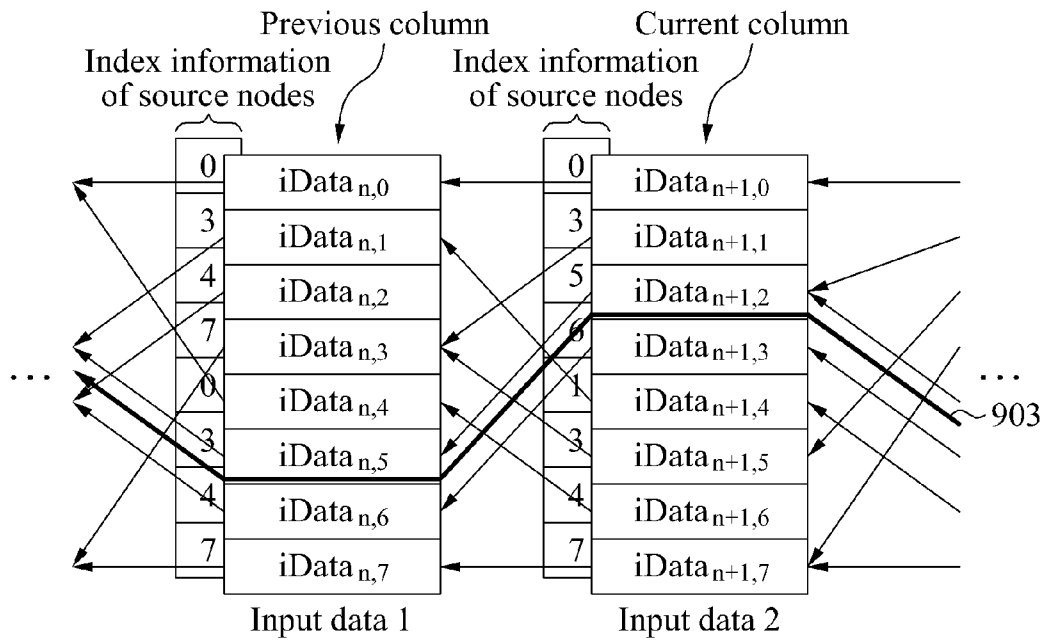 Previous column
Current column
Index information
of source nodes
Index information
of source nodes
0
3
4
7
0
3
4
7
iData n,0
iData n,1
iData n,2
iData n,3
iData n,4
iData n,5
iData n,6
iData n,7
0
3
5
6
1
3
4
7
iData n+1,0
iData n+1,1
iData n+1,2
iData n+1,3
iData n+1,4
iData n+1,5
iData n+1,6
iData n+1,7
...
...
903
Input data 1
Input data 2